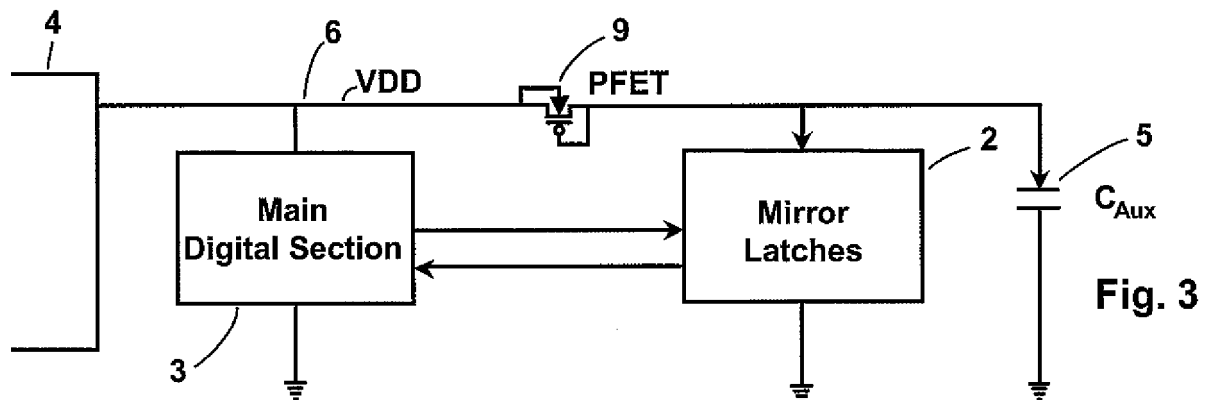 4
6
9
VDD
PFET
2
5
Main
Digital Section
Mirror
Latches
CAux
Fig. 3
3